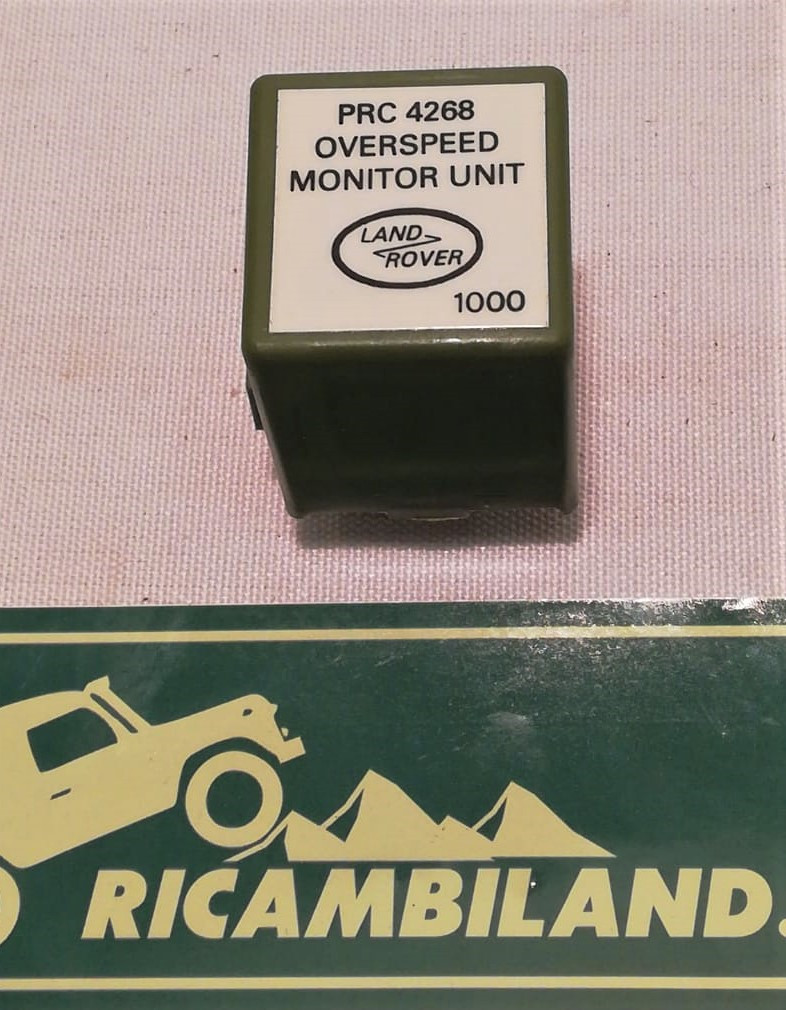 PRC 4268
OVERSPEED
MONITOR UNIT
LAND
ROVER
1000
RICAMBILAND.